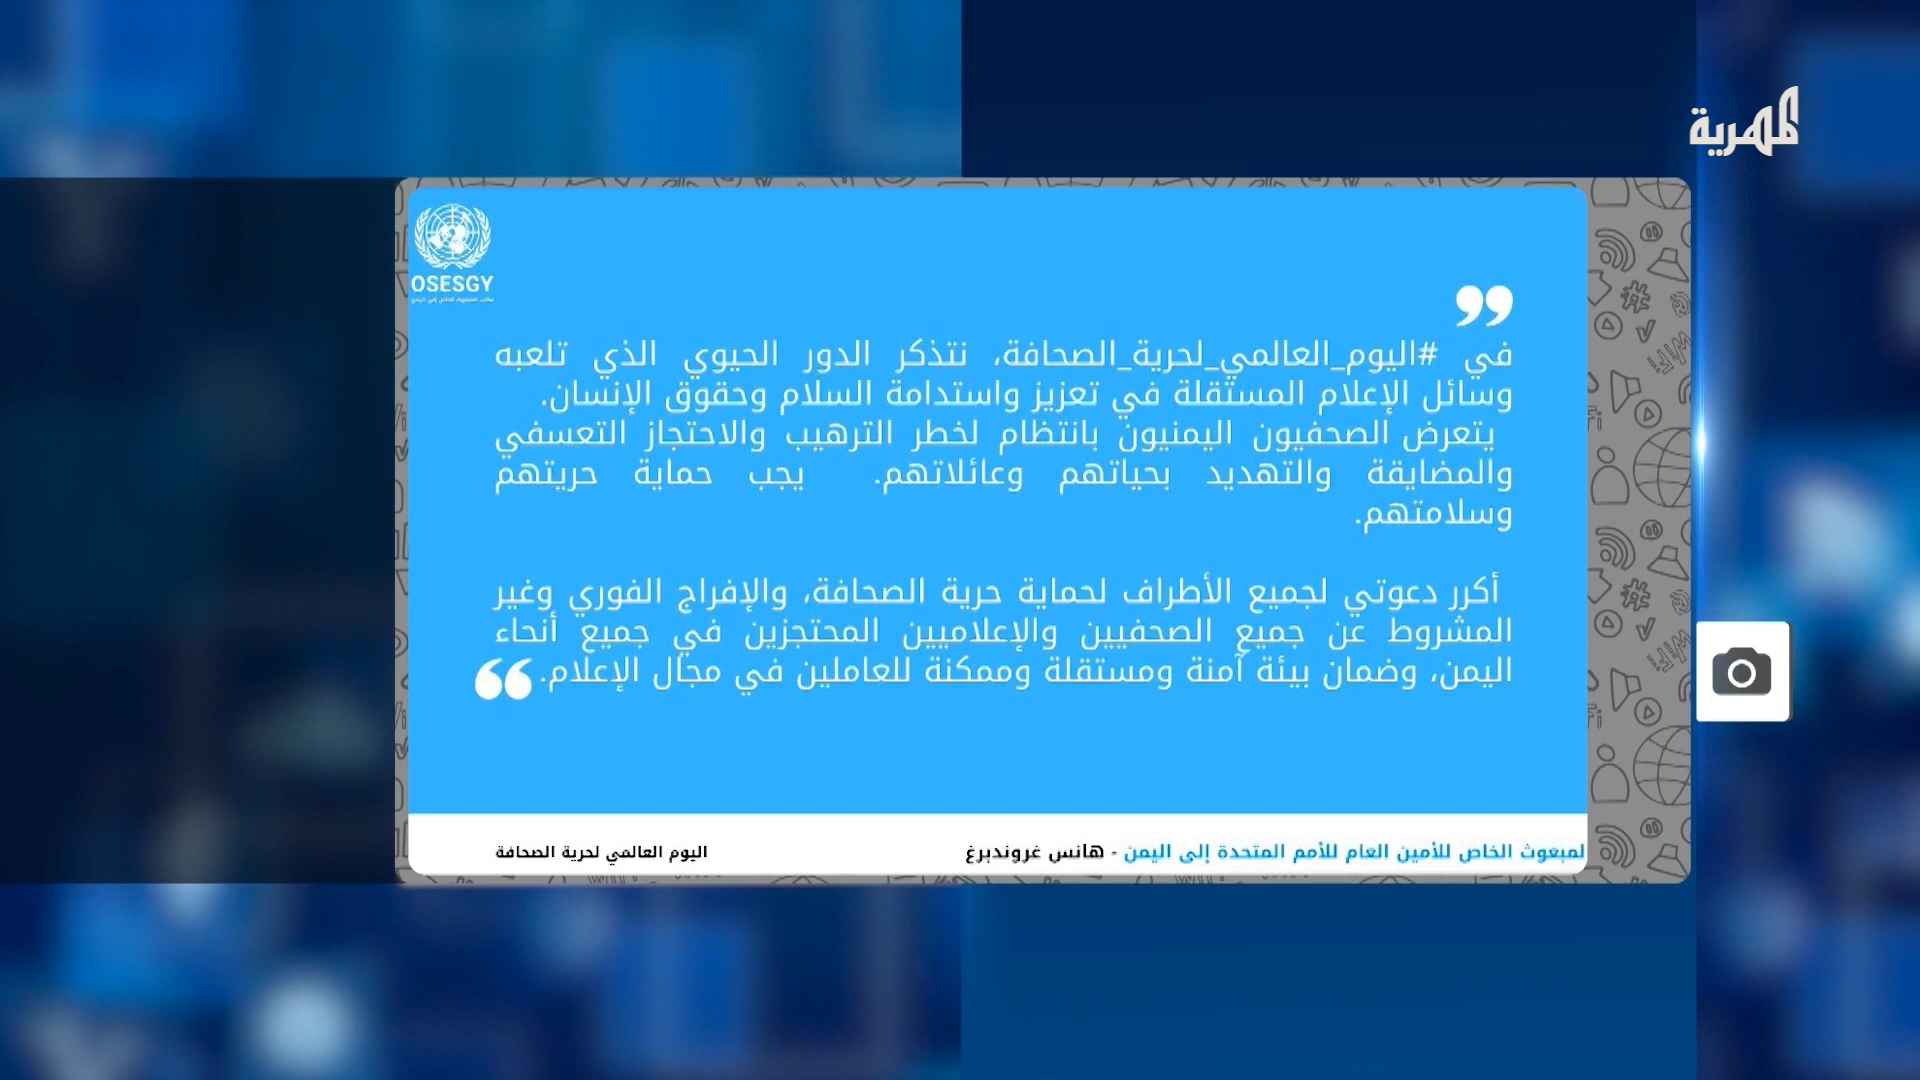 المهرية
OSESGY
في #اليوم_العالمي_لحرية_الصحافة، نتذكر الدور الحيوي الذي تلعبه
وسائل الإعلام المستقلة في تعزيز واستدامة السلام وحقوق الإنسان.
يتعرض الصحفيون اليمنيون بانتظام لخطر الترهيب والاحتجاز التعسفي
والمضايقة والتهديد بحياتهم وعائلاتهم. يجب حماية حريتهم
وسلامتهم.
أكرر دعوتي لجميع الأطراف لحماية حرية الصحافة، والإفراج الفوري وغير
المشروط عن جميع الصحفيين والإعلاميين المحتجزين في جميع أنحاء
اليمن، وضمان بيئة آمنة ومستقلة وممكنة للعاملين في مجال الإعلام.
لمبعوث الخاص للأمين العام للأمم المتحدة إلى اليمن - هانس غروندبرغ
اليوم العالمي لحرية الصحافة